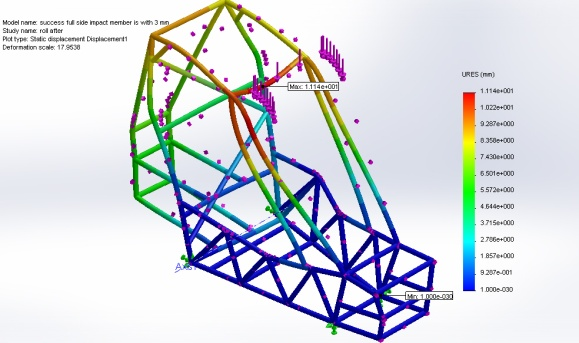 Model name: success full side impact member is with 3 mm
Study name: roll after
Plot type: Static displacement Displacement1
Deformation scale: 17.9538
URES (mm)
Max: 1.114e+001
1.114e+001
1.022e+001
9.287e+000
8.358e+000
7.430e+000
6.501e+000
5.572e+000
4.644e+000
3.715e+000
2.786e+000
1.857e+000
9.287e-001
1.000e-030
Min: 1.000e-030